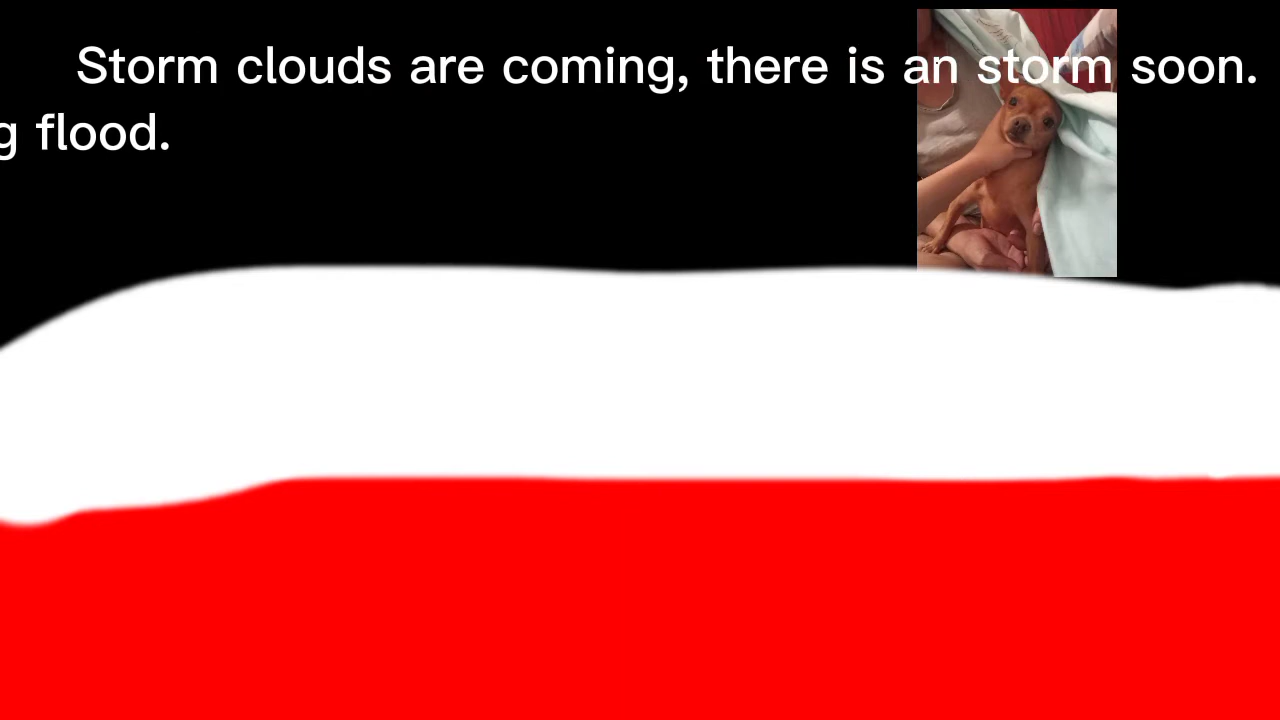 Storm clouds are coming, there is an storm soon.
g flood.